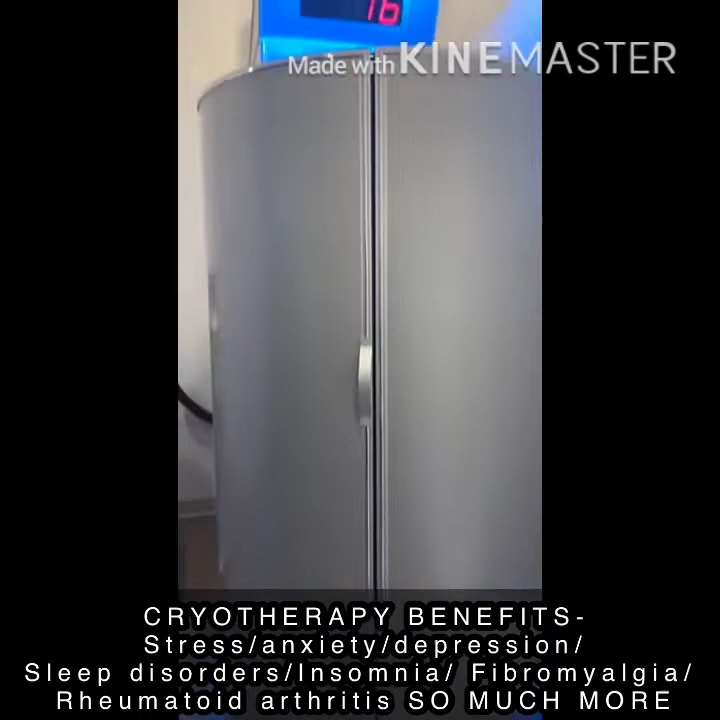 16
Made with KINEMASTER
CRYOTHERAPY BENEFITS-
Stress/anxiety/depression/
Sleep disorders/Insomnia/ Fibromyalgia/
Rheumatoid arthritis SO MUCH MORE